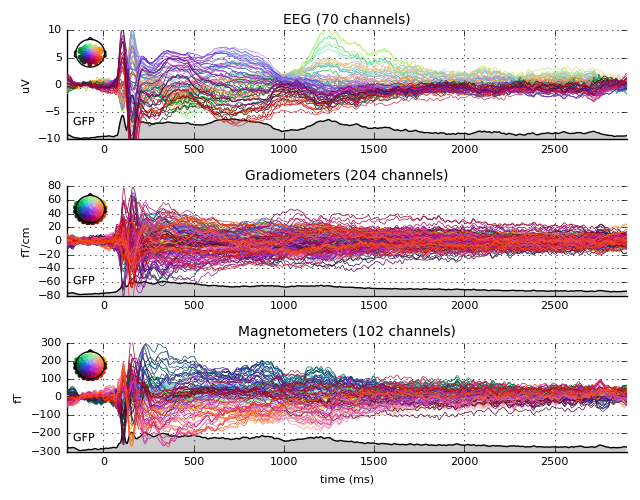 EEG (70 channels)
10
5
0
−5
−10
uV
GFP
0 500 1000 1500 2000 2500
Gradiometers (204 channels)
80
60
40
20
0
−20
−40
−60
−80
fT/cm
GFP
0 500 1000 1500 2000 2500
Magnetometers (102 channels)
300
200
100
0
−100
−200
−300
fT
GFP
0 500 1000 1500 2000 2500
time (ms)